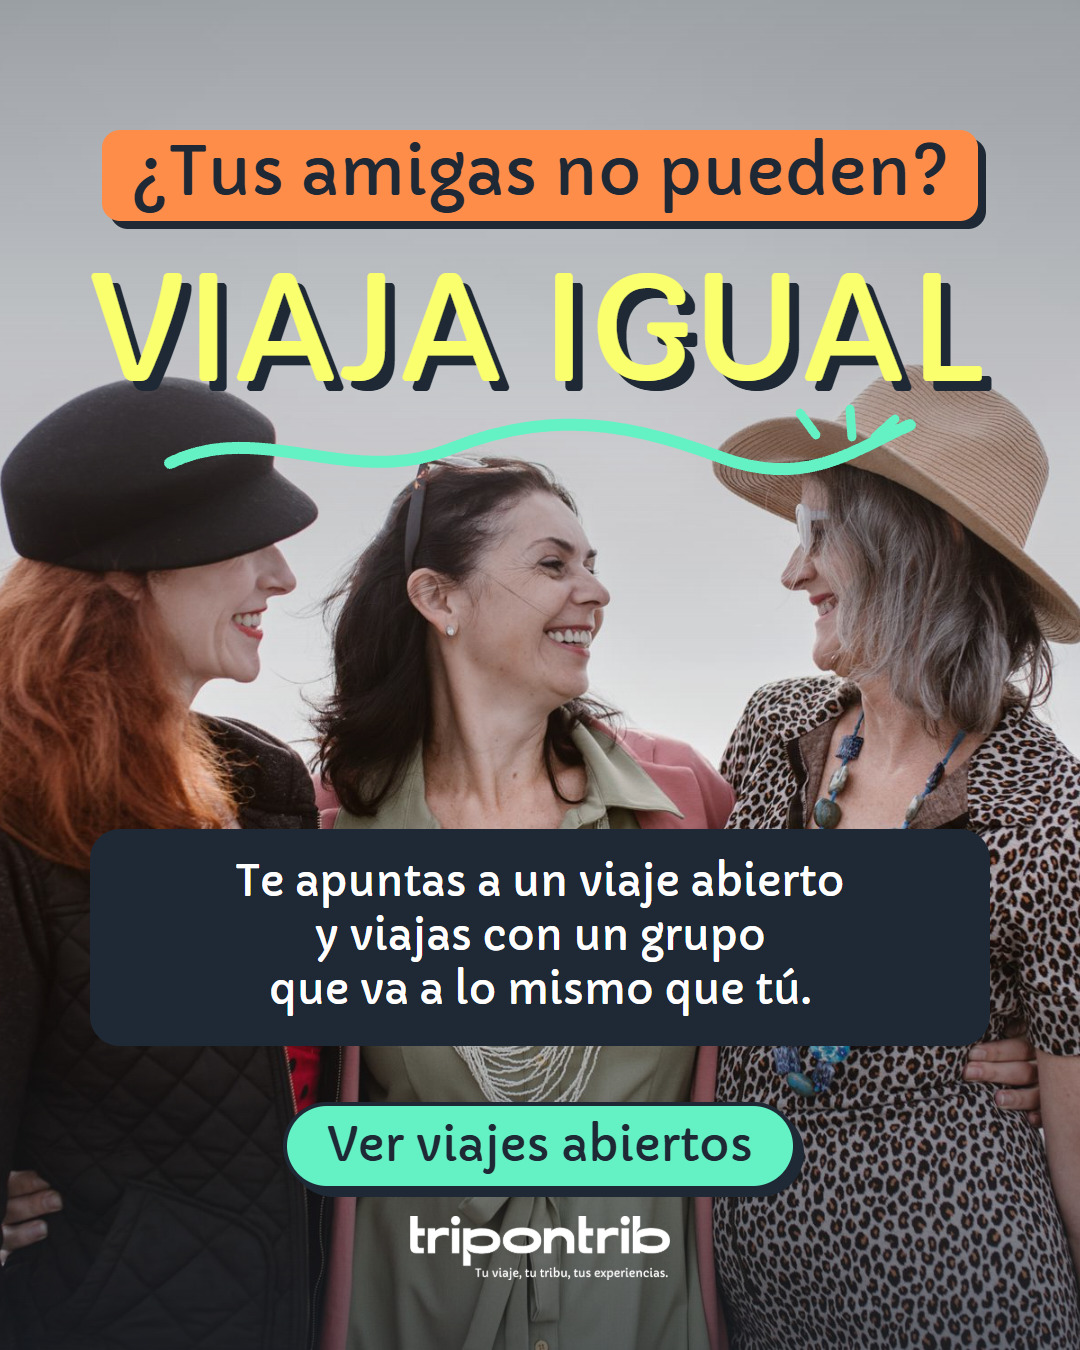 ¿Tus amigas no pueden?
VIAJA IGUAL
Te apuntas a un viaje abierto
y viajas con un grupo
que va a lo mismo que tú.
Ver viajes abiertos
tripontrib
Tu viaje, tu tribu, tus experiencias.